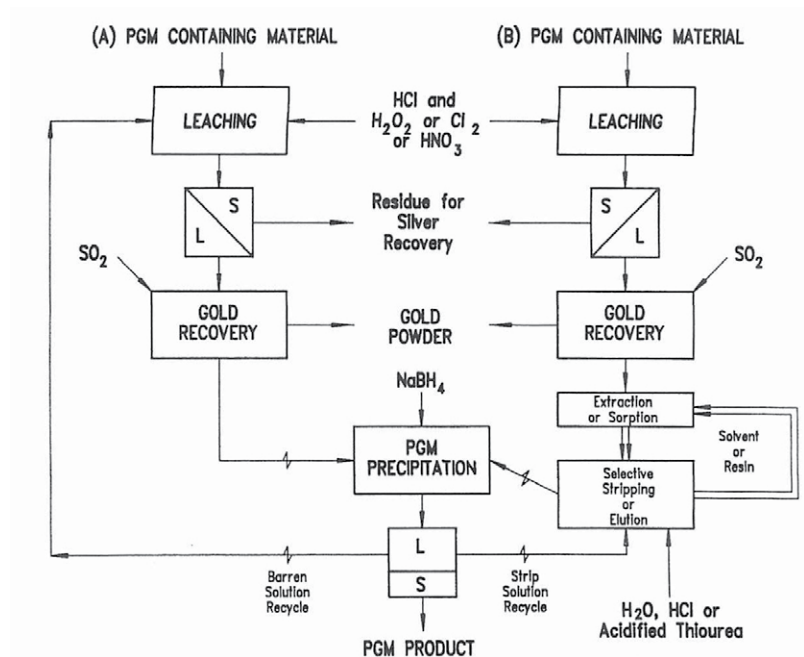 (A) PGM CONTAINING MATERIAL
(B) PGM CONTAINING MATERIAL
LEACHING
HCl and
H₂O₂ or Cl₂
or HNO₃
LEACHING
S
L
Residue for
Silver
Recovery
S
L
SO₂
SO₂
GOLD
RECOVERY
GOLD
POWDER
GOLD
RECOVERY
NaBH₄
Extraction
or Sorption
Solvent
or
Resin
PGM
PRECIPITATION
Selective
Stripping
or
Elution
L
S
Barren
Solution
Recycle
Strip
Solution
Recycle
H₂O, HCl or
Acidified Thiourea
PGM PRODUCT